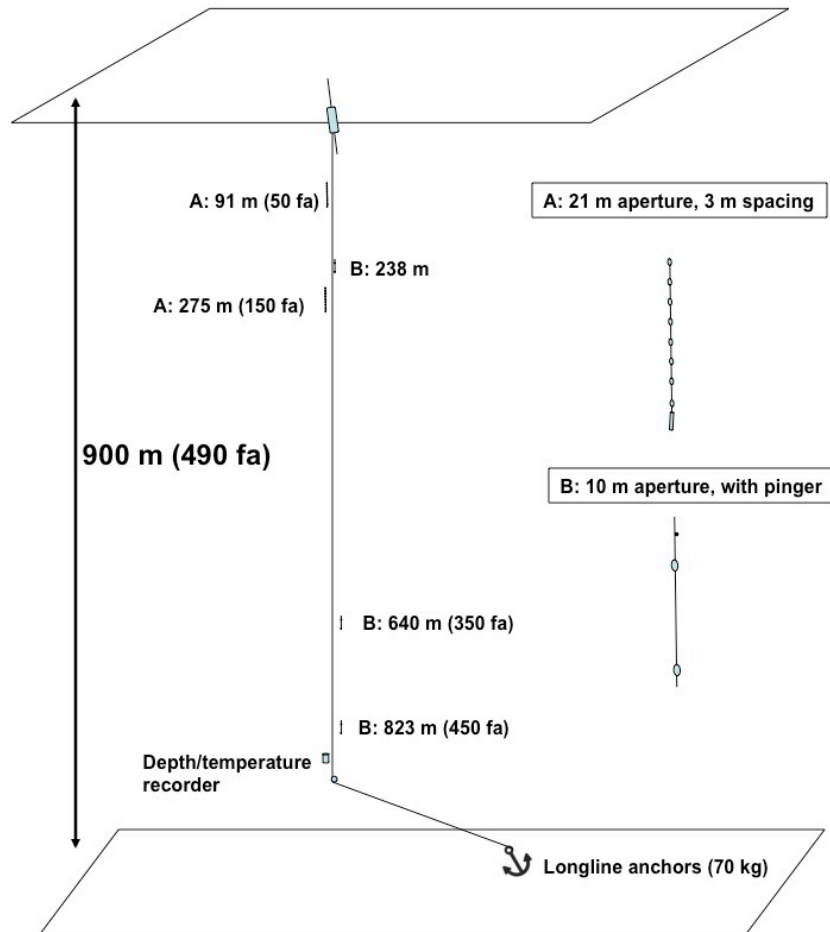 A: 91 m (50 fa)
A: 21 m aperture, 3 m spacing
B: 238 m
A: 275 m (150 fa)
900 m (490 fa)
B: 10 m aperture, with pinger
B: 640 m (350 fa)
B: 823 m (450 fa)
Depth/temperature
recorder
Longline anchors (70 kg)